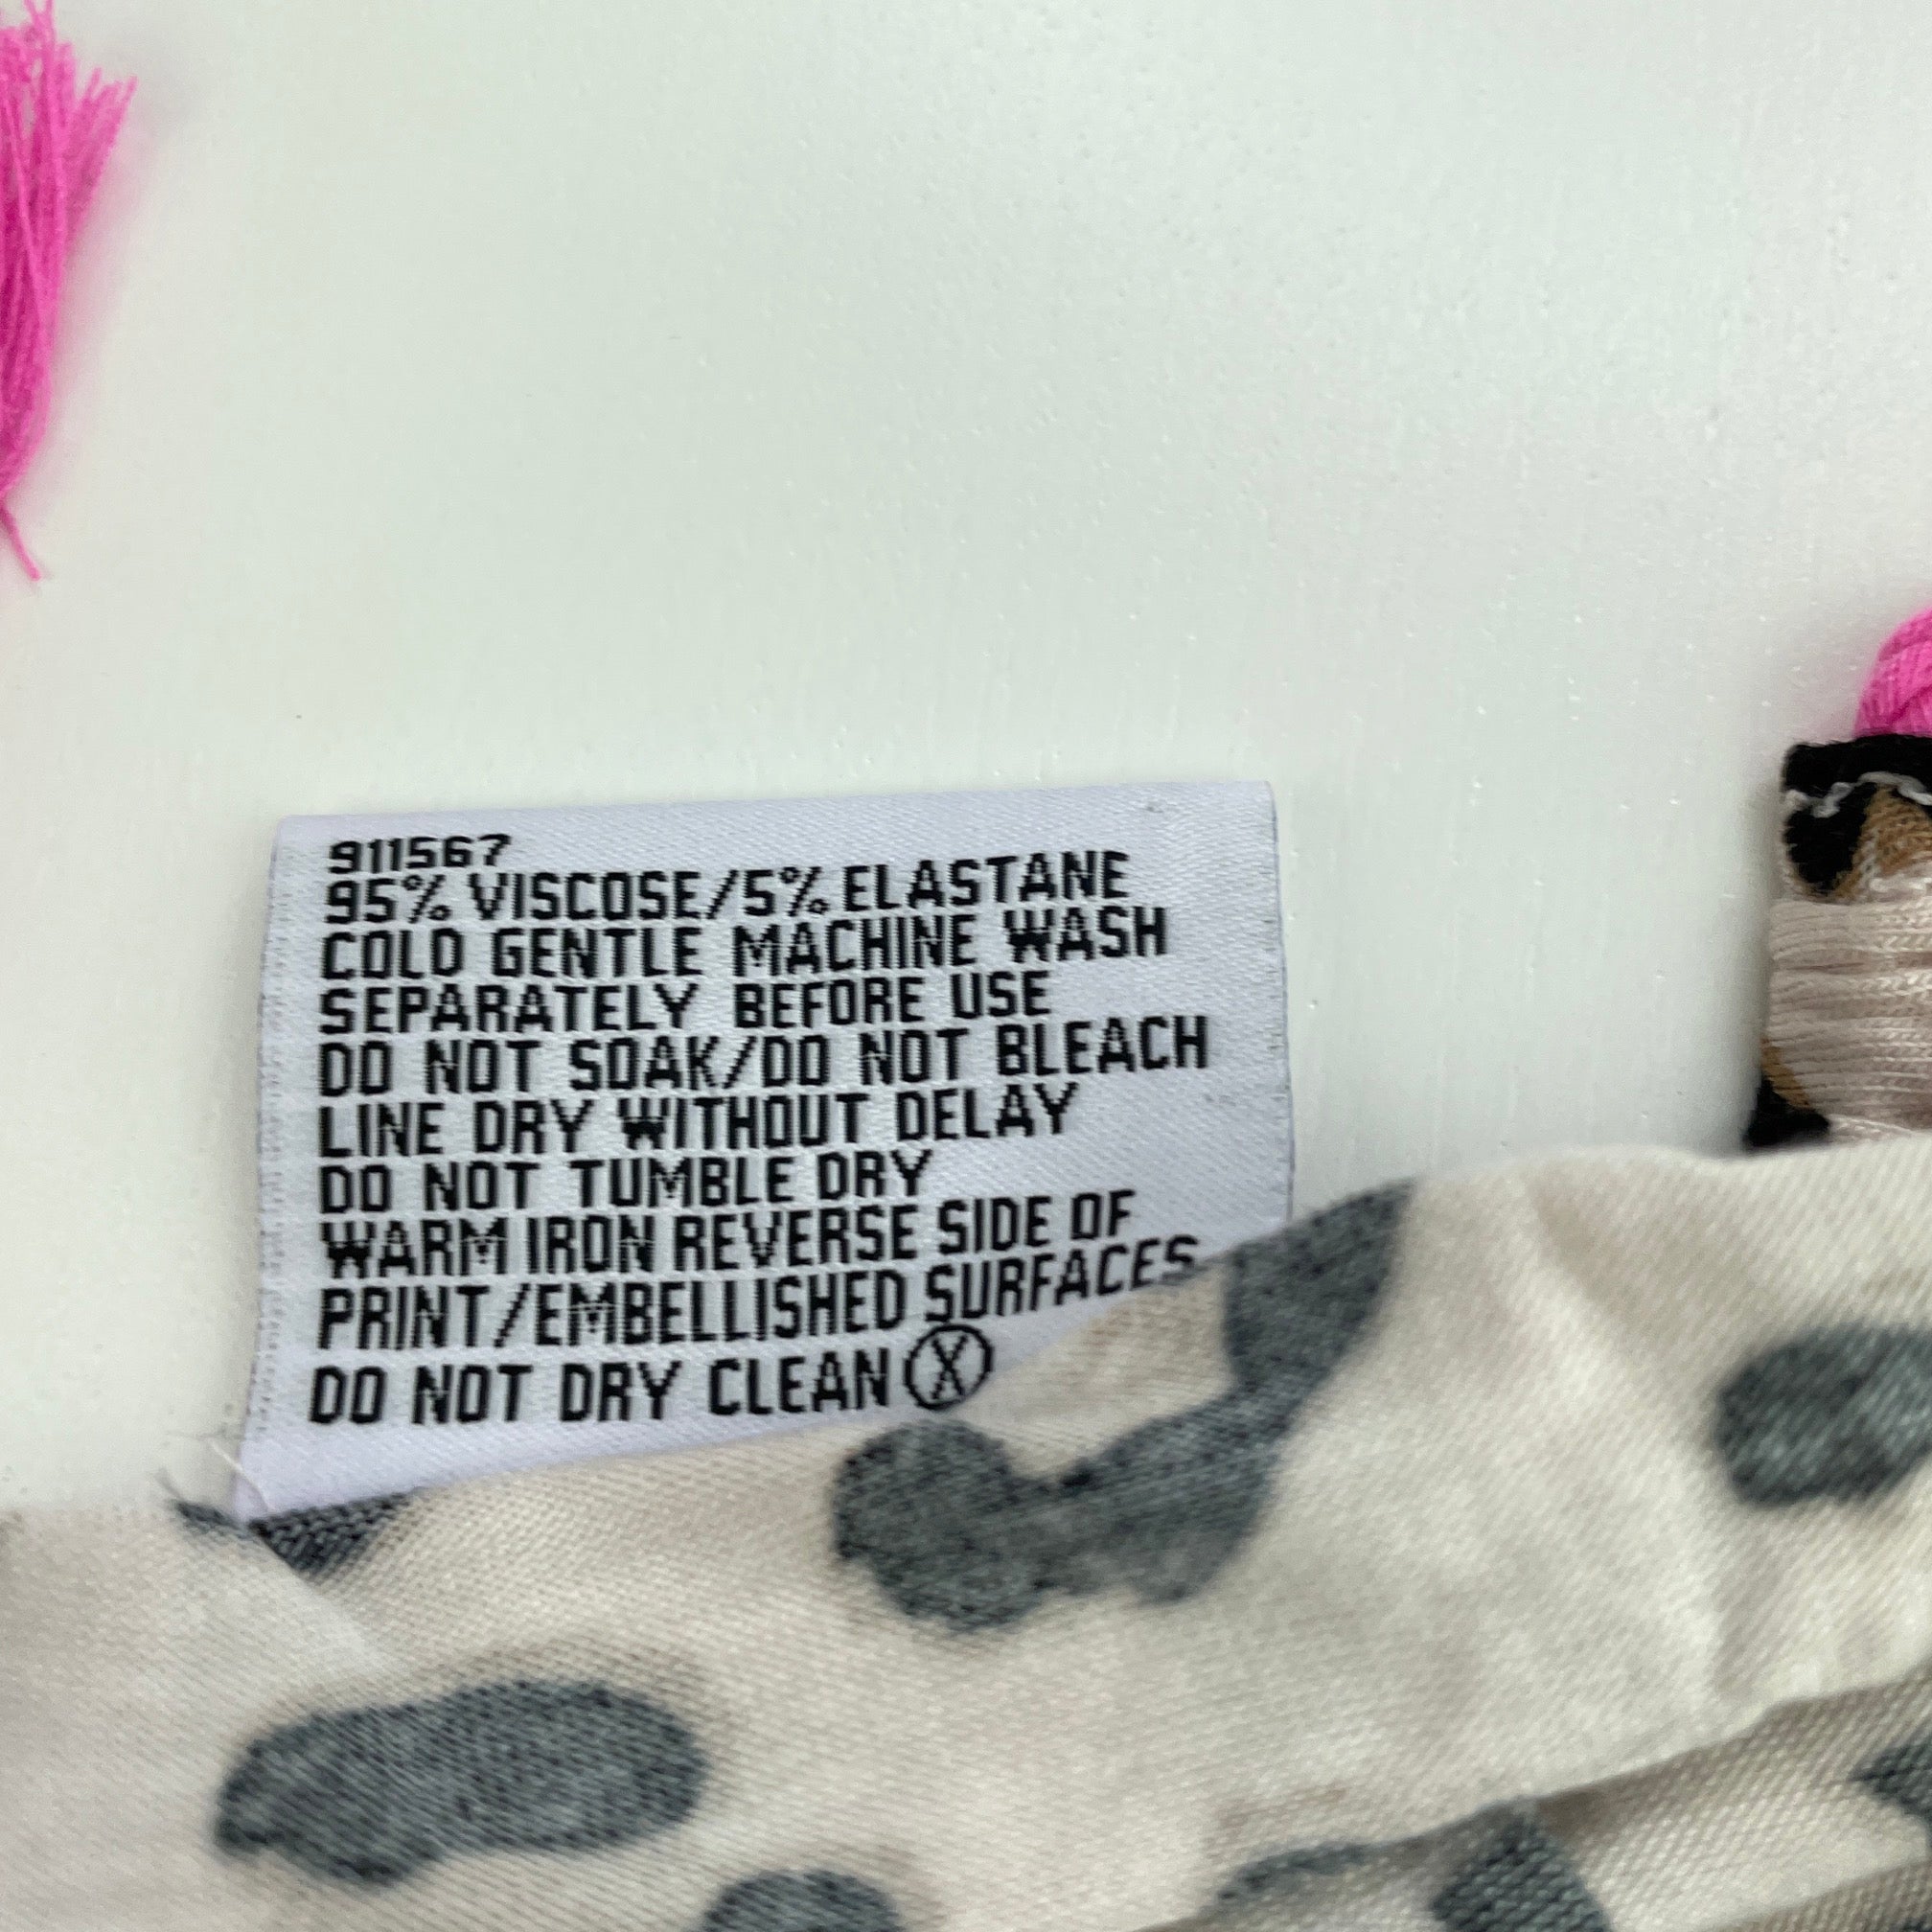 911567
95% VISCOSE/5% ELASTANE
COLD GENTLE MACHINE WASH
SEPARATELY BEFORE USE
DO NOT SOAK/DO NOT BLEACH
LINE DRY WITHOUT DELAY
DO NOT TUMBLE DRY
WARM IRON REVERSE SIDE OF
PRINT/EMBELLISHED SURFACES
DO NOT DRY CLEAN